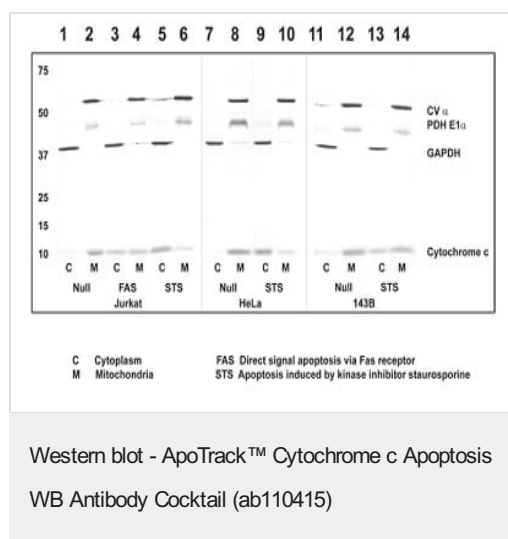 1 2 3 4 5 6 7 8 9 10 11 12 13 14
75
50
37
25
15
10
CV α
PDH E1α
GAPDH
Cytochrome c
C M C M C M C M C M C M C M
Null FAS STS Null STS Null STS
Jurkat HeLa 143B
C Cytoplasm FAS Direct signal apoptosis via Fas receptor
M Mitochondria STS Apoptosis induced by kinase inhibitor staurosporine
Western blot - ApoTrack™ Cytochrome c Apoptosis
WB Antibody Cocktail (ab110415)